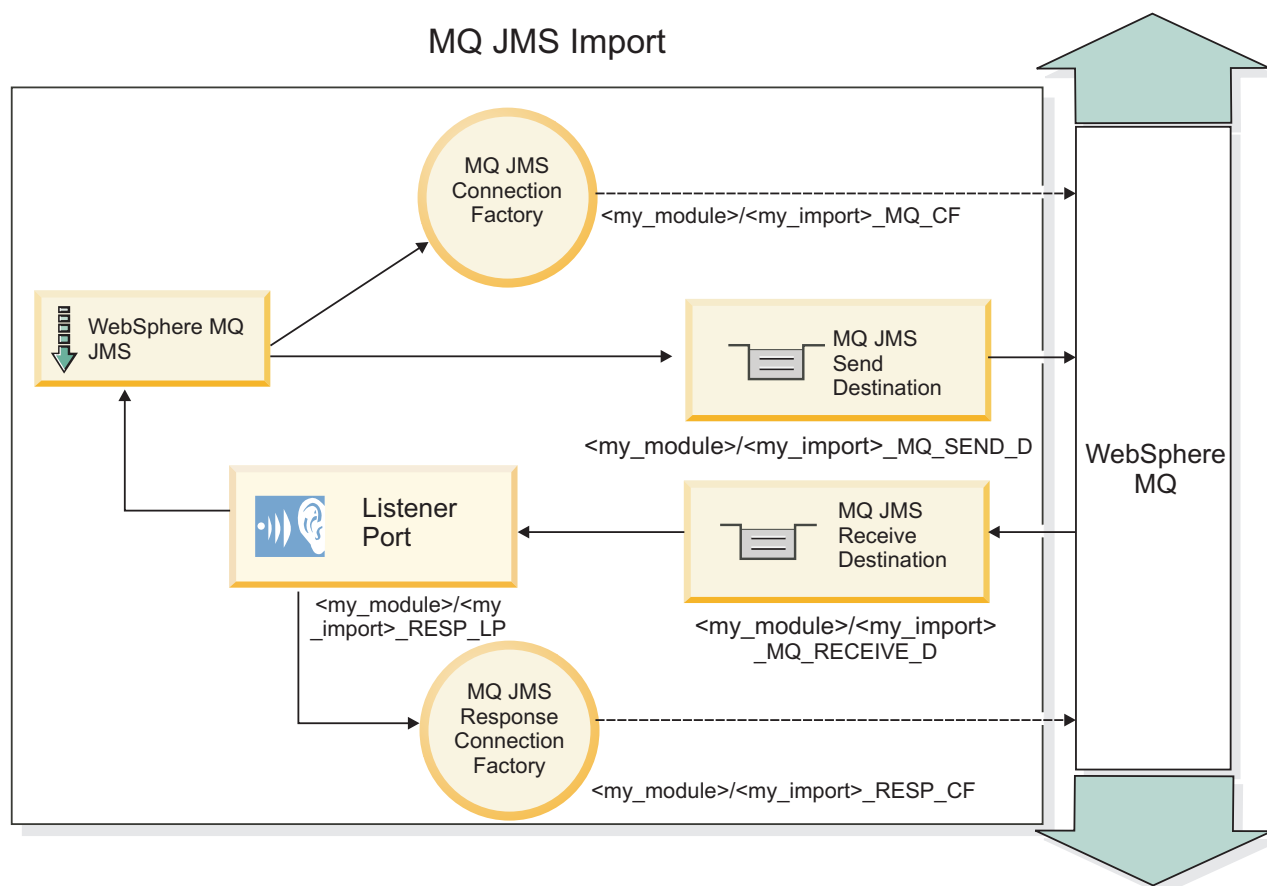 MQ JMS Import
MQ JMS
Connection
Factory
<my_module>/<my_import>_MQ_CF
WebSphere MQ
JMS
MQ JMS
Send
Destination
<my_module>/<my_import>_MQ_SEND_D
WebSphere
MQ
Listener
Port
MQ JMS
Receive
Destination
<my_module>/<my
_import>_RESP_LP
<my_module>/<my_import>
_MQ_RECEIVE_D
MQ JMS
Response
Connection
Factory
<my_module>/<my_import>_RESP_CF